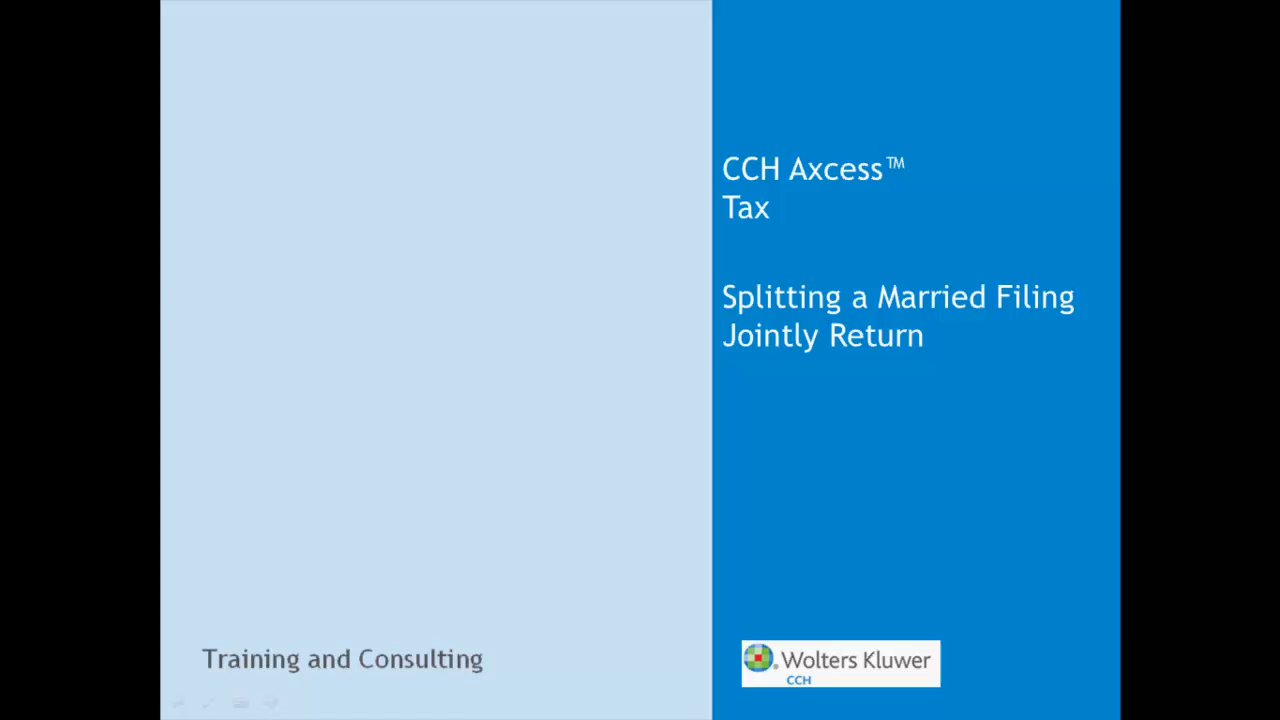 CCH Axcess™
Tax
Splitting a Married Filing
Jointly Return
Training and Consulting
Wolters Kluwer
CCH